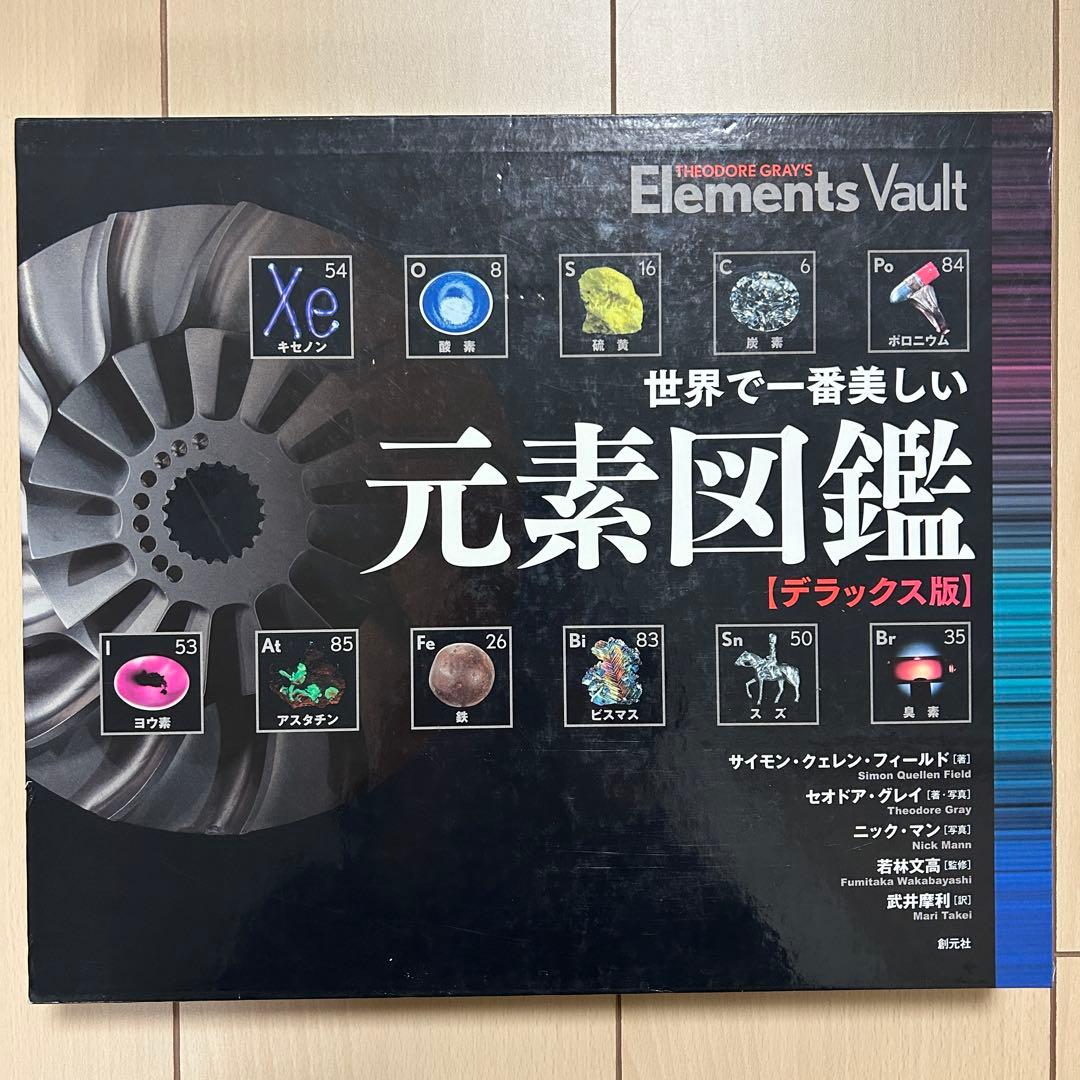 THEODORE GRAY'S
Elements Vault
Xe 54
キセノン
O 8
酸素
S 16
硫黄
C 6
炭素
Po 84
ポロニウム
世界で一番美しい
元素図鑑
【デラックス版】
I 53
ヨウ素
At 85
アスタチン
Fe 26
鉄
Bi 83
ビスマス
Sn 50
スズ
Br 35
臭素
サイモン・クェレン・フィールド[著]
Simon Quellen Field
セオドア・グレイ[著・写真]
Theodore Gray
ニック・マン[写真]
Nick Mann
若林文高[監修]
Fumitaka Wakabayashi
武井摩利[訳]
Mari Takei
創元社